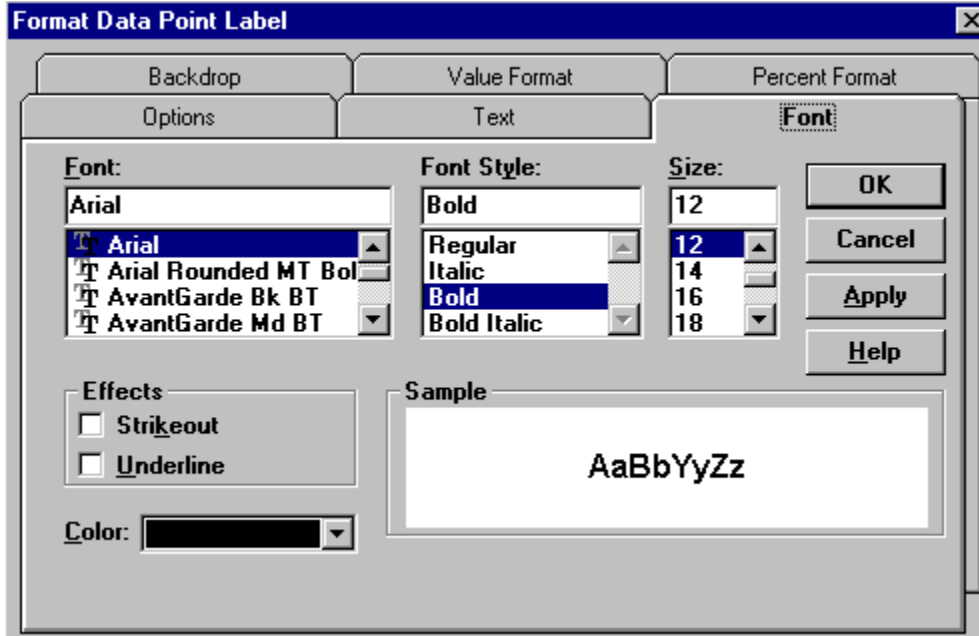 Format Data Point Label
Backdrop Value Format Percent Format
Options Text Font
Font: Font Style: Size:
Arial Bold 12
OK
Arial Regular 12
Arial Rounded MT Bol Italic 14
AvantGarde Bk BT Bold 16
AvantGarde Md BT Bold Italic 18
Cancel
Apply
Help
Effects
Strikeout
Underline
Color:
Sample
AaBbYyZz